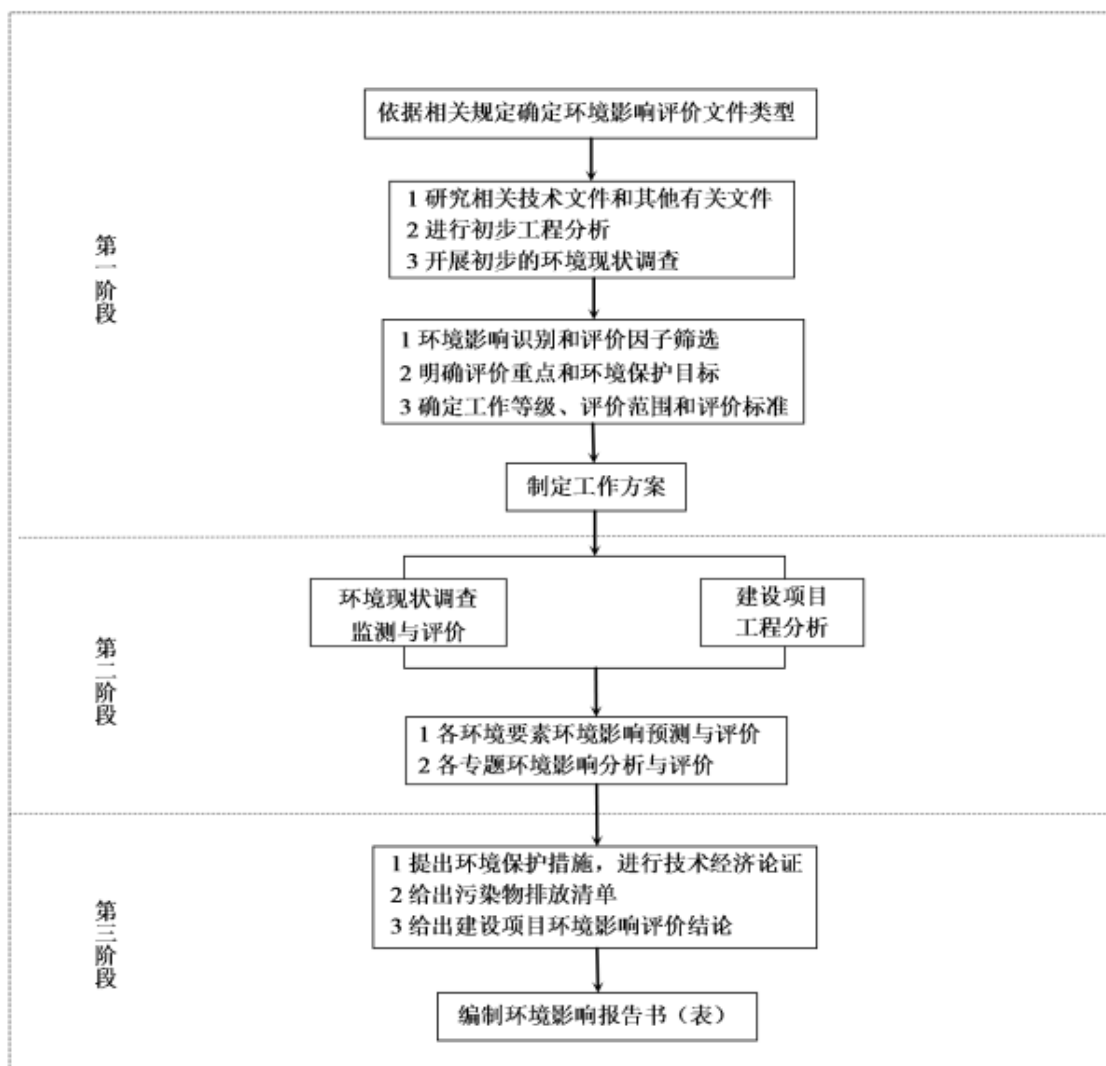 依据相关规定确定环境影响评价文件类型
1 研究相关技术文件和其他有关文件
2 进行初步工程分析
3 开展初步的环境现状调查
第一阶段
1 环境影响识别和评价因子筛选
2 明确评价重点和环境保护目标
3 确定工作等级、评价范围和评价标准
制定工作方案
环境现状调查
监测与评价
建设项目
工程分析
第二阶段
1 各环境要素环境影响预测与评价
2 各专题环境影响分析与评价
1 提出环境保护措施，进行技术经济论证
2 给出污染物排放清单
3 给出建设项目环境影响评价结论
第三阶段
编制环境影响报告书（表）